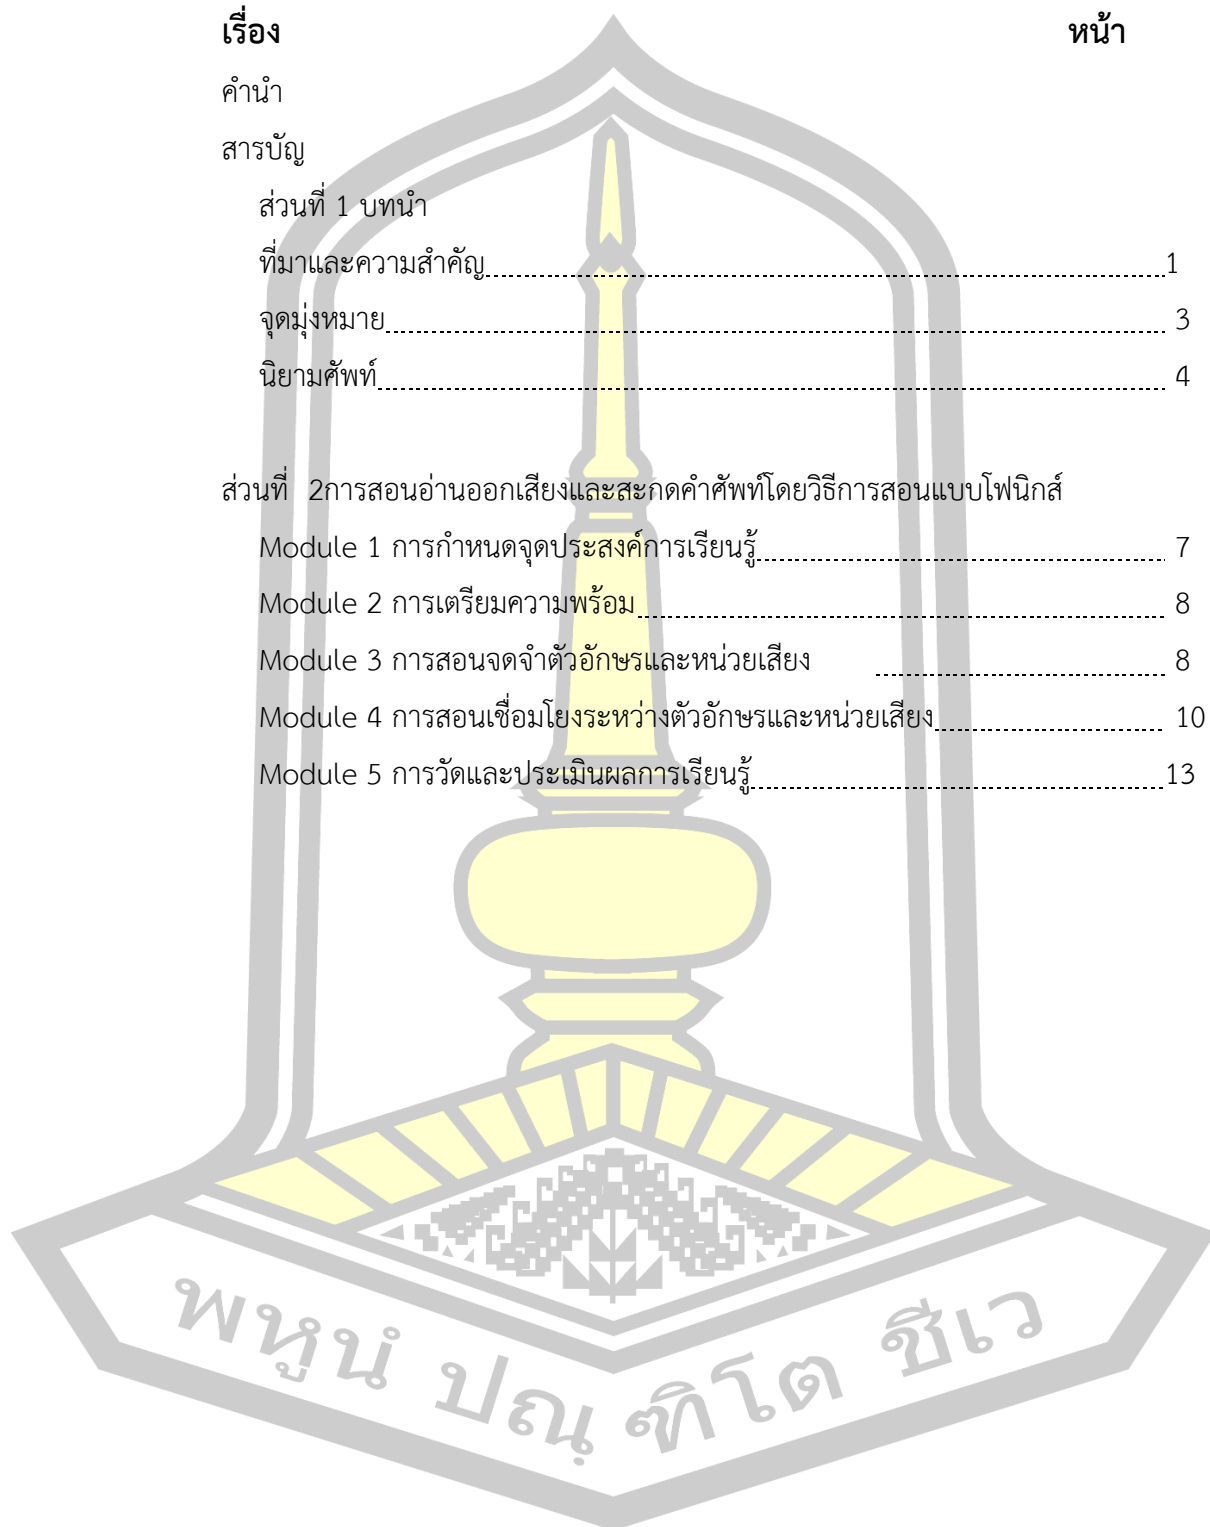 เรื่อง หน้า
คำนำ
สารบัญ
ส่วนที่ 1 บทนำ
ที่มาและความสำคัญ 1
จุดมุ่งหมาย 3
นิยามศัพท์ 4
ส่วนที่ 2การสอนอ่านออกเสียงและสะกดคำศัพท์โดยวิธีการสอนแบบโฟนิกส์
Module 1 การกำหนดจุดประสงค์การเรียนรู้ 7
Module 2 การเตรียมความพร้อม 8
Module 3 การสอนจดจำตัวอักษรและหน่วยเสียง 8
Module 4 การสอนเชื่อมโยงระหว่างตัวอักษรและหน่วยเสียง 10
Module 5 การวัดและประเมินผลการเรียนรู้ 13
พหูนํ ปณฺฑิโต ชีเว